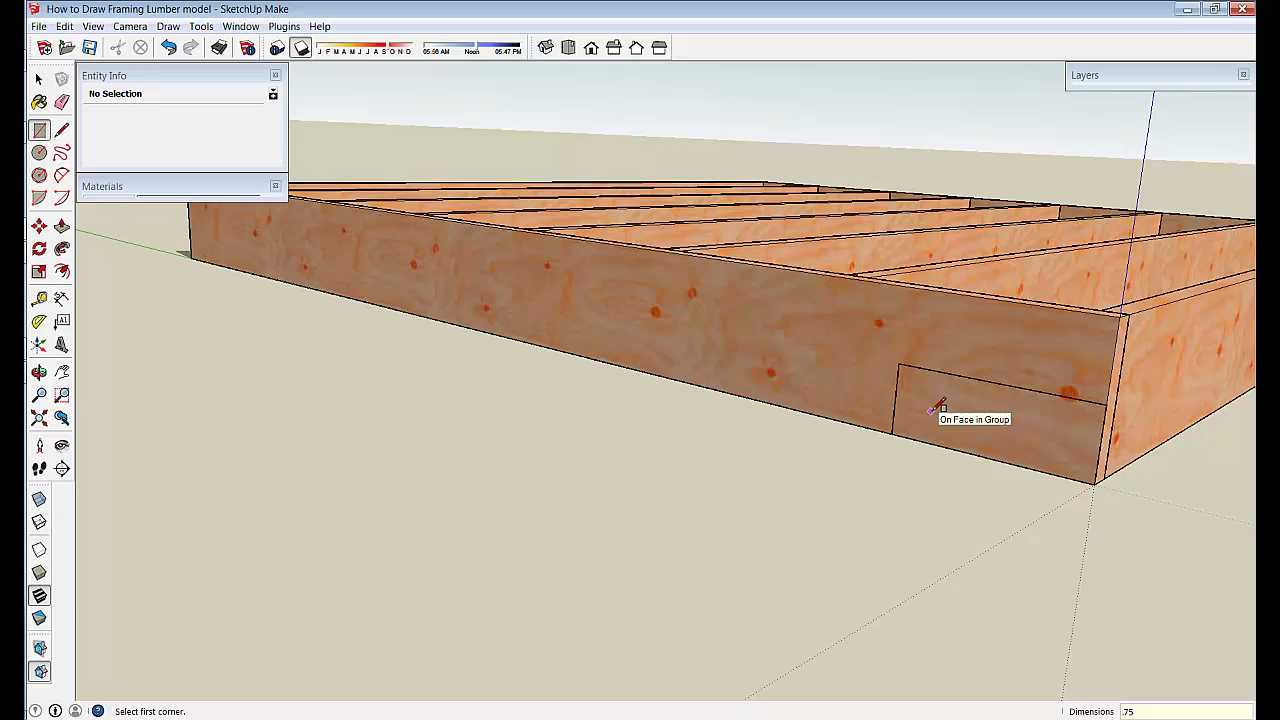 How to Draw Framing Lumber model - SketchUp Make
File Edit View Camera Draw Tools Window Plugins Help
J F M A M J J A S O N D
05:56 AM Noon 05:47 PM
Entity Info
No Selection
Materials
Layers
A1
On Face in Group
Select first corner.
Dimensions .75